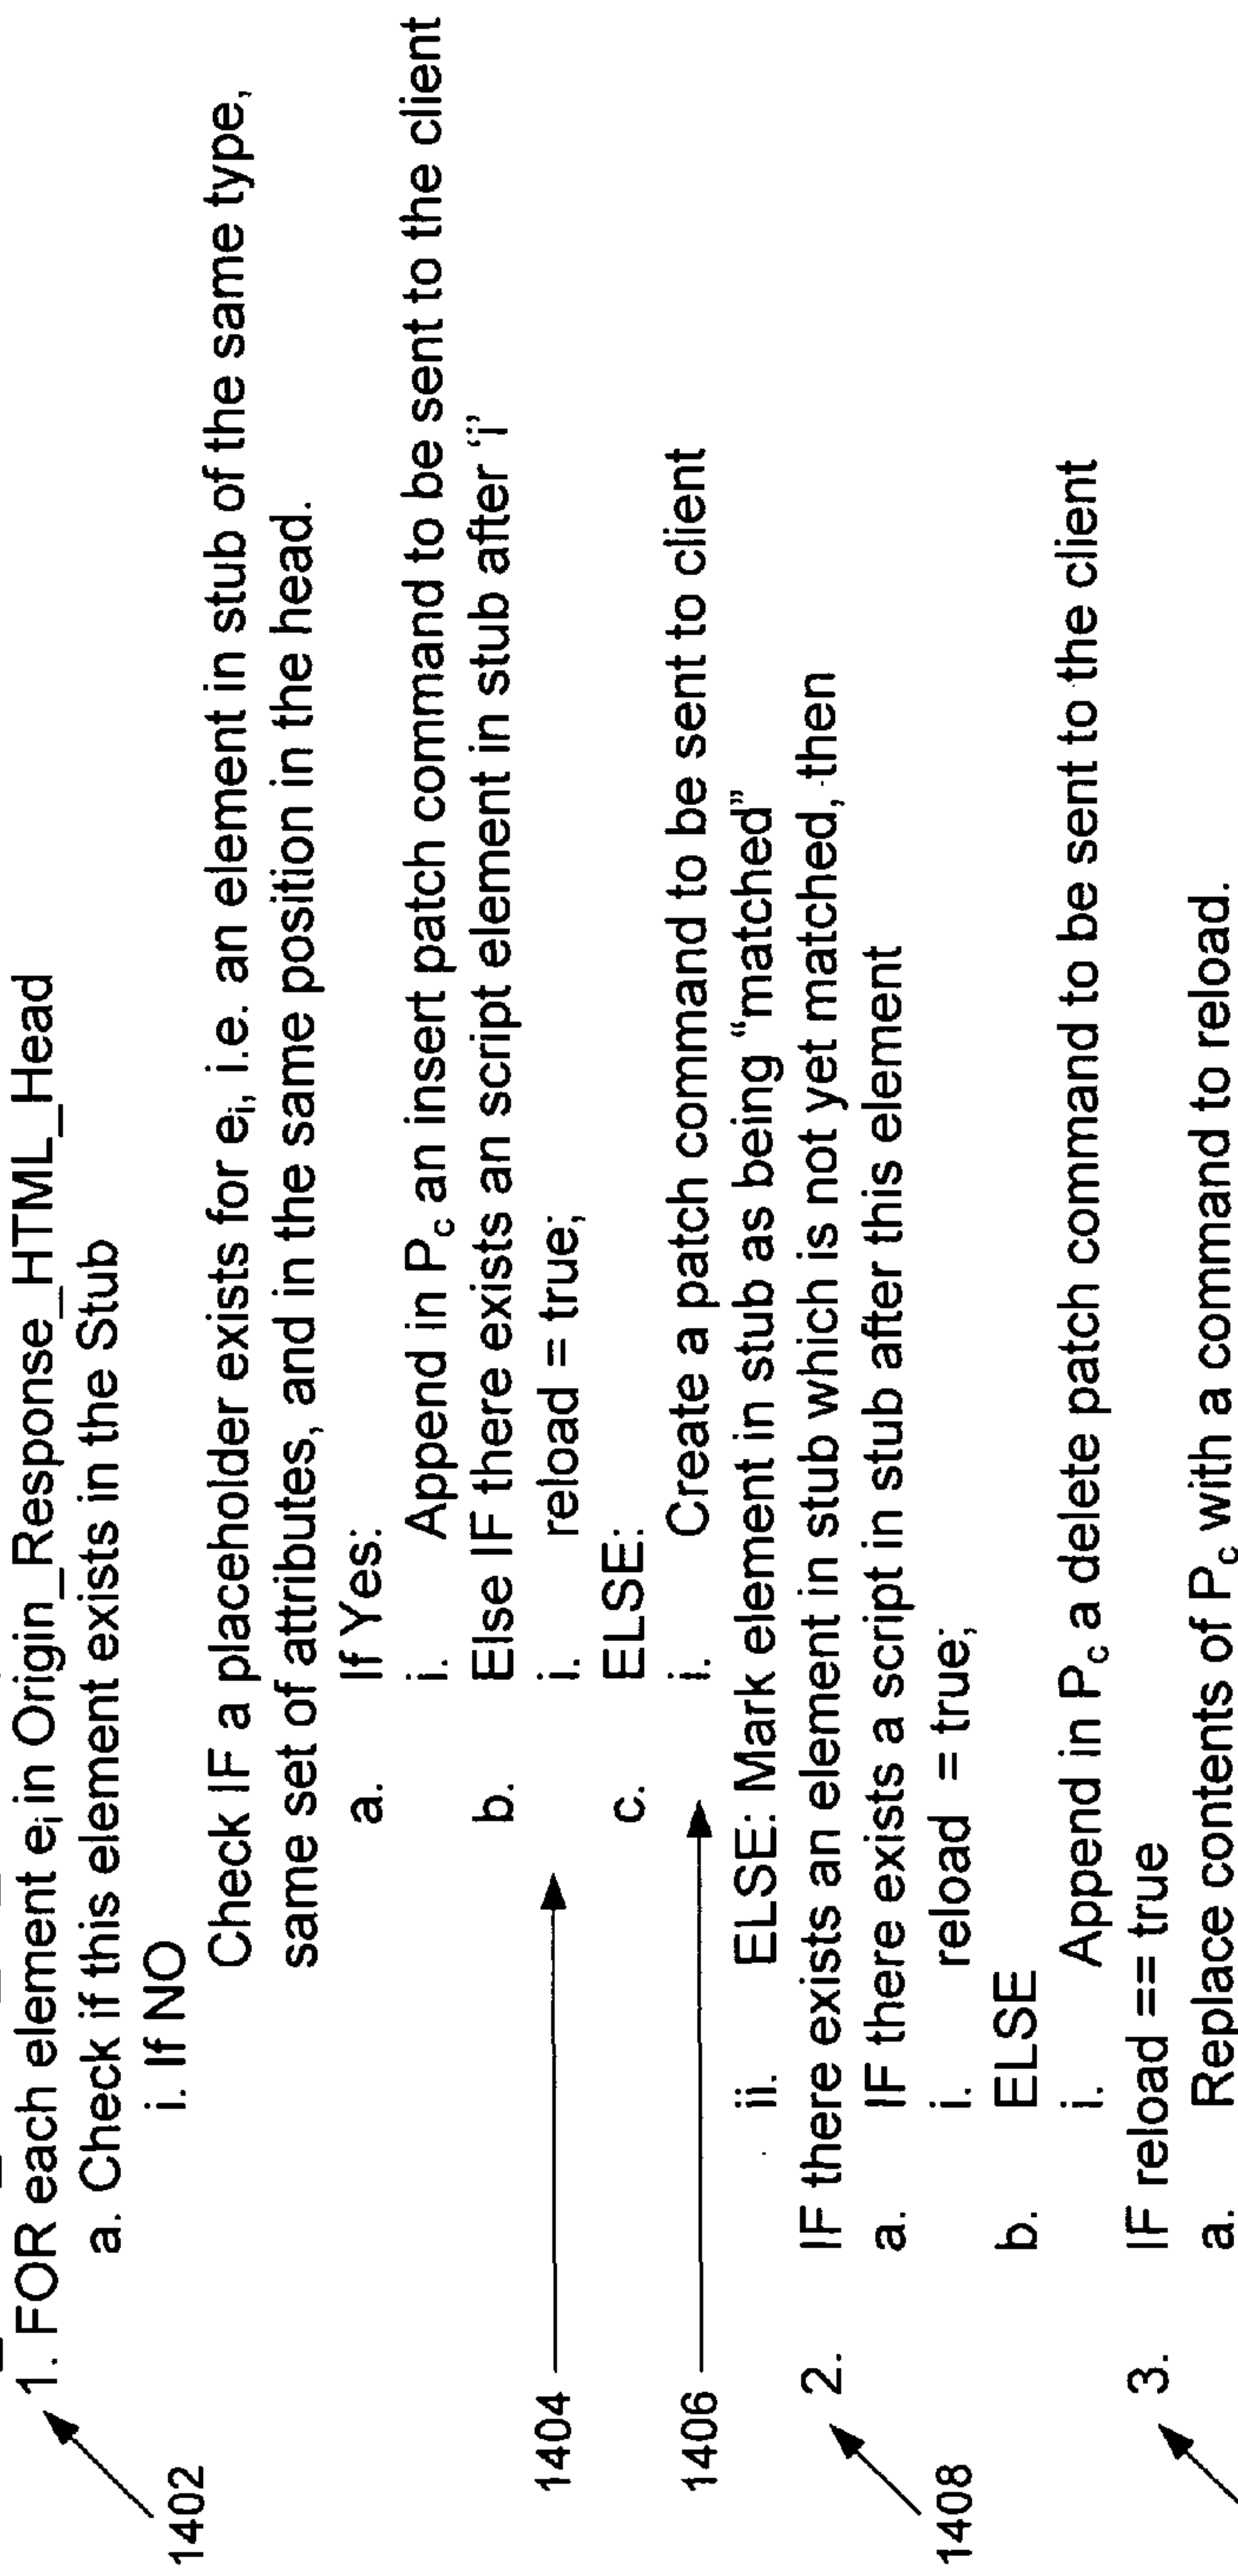 1. FOR each element ei in Origin_Response_HTML_Head
a. Check if this element exists in the Stub
i. If NO
Check IF a placeholder exists for ei, i.e. an element in stub of the same type,
same set of attributes, and in the same position in the head.
a. If Yes:
i. Append in Pc an insert patch command to be sent to the client
b. Else IF there exists an script element in stub after ‘j’
i. reload = true;
c. ELSE:
i. Create a patch command to be sent to client
ii. ELSE: Mark element in stub as being “matched”
2. IF there exists an element in stub which is not yet matched, then
a. IF there exists a script in stub after this element
i. reload = true;
b. ELSE
i. Append in Pc a delete patch command to be sent to the client
3. IF reload == true
a. Replace contents of Pc with a command to reload.
1402
1404
1406
1408